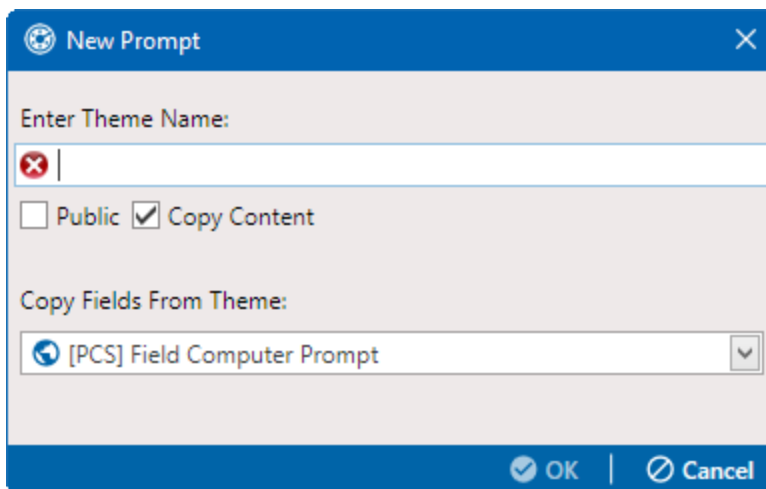 New Prompt
Enter Theme Name:
Public Copy Content
Copy Fields From Theme:
[PCS] Field Computer Prompt
OK | Cancel